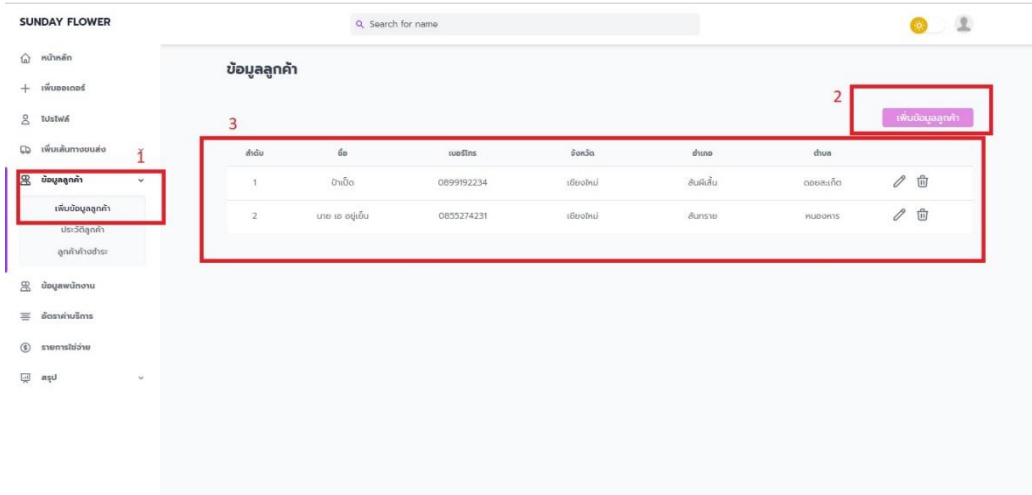 SUNDAY FLOWER
Search for name
หน้าหลัก
เพิ่มออเดอร์
โปรไฟล์
เพิ่มเส้นทางขนส่ง
1
ข้อมูลลูกค้า
เพิ่มข้อมูลลูกค้า
ประวัติลูกค้า
ลูกค้าค้างชำระ
ข้อมูลพนักงาน
อัตราค่าบริการ
รายการใช้จ่าย
สรุป
ข้อมูลลูกค้า
2
เพิ่มข้อมูลลูกค้า
3
ลำดับ ชื่อ เบอร์โทร จังหวัด อำเภอ ตำบล
1 ป้าเป็ด 0899192234 เชียงใหม่ สันผีเสื้อ ดอยสะเก็ด
2 นาย เอ อยู่เย็น 0855274231 เชียงใหม่ สันทราย หนองหาร